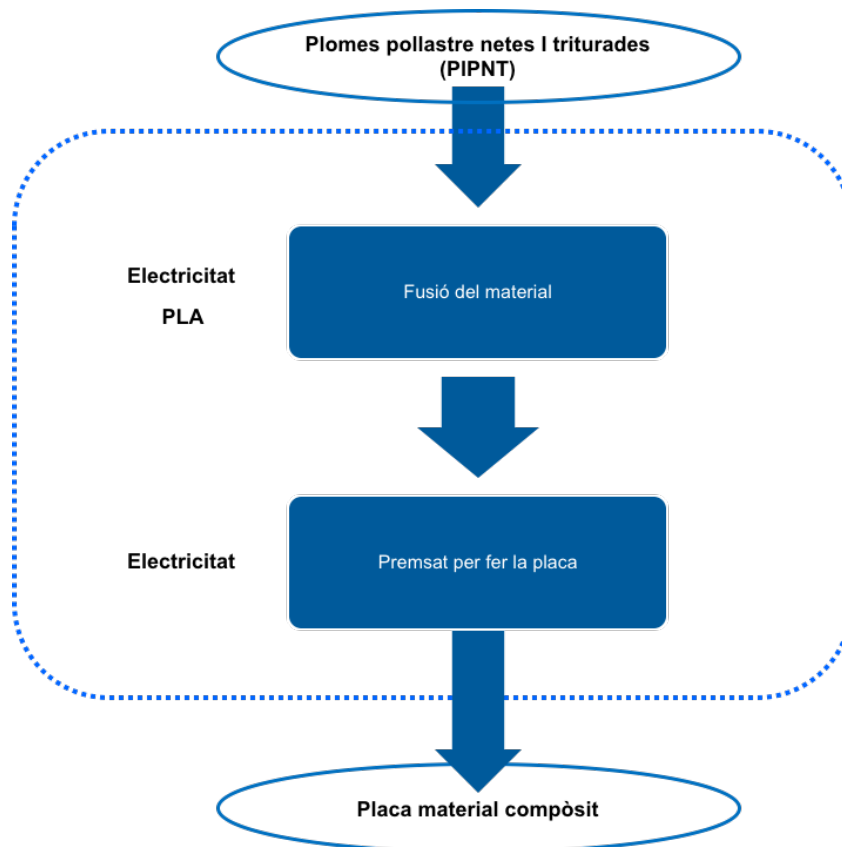 Plomes pollastre netes I triturades
(PIPNT)
Electricitat
PLA
Fusió del material
Electricitat
Premsat per fer la placa
Placa material compòsit